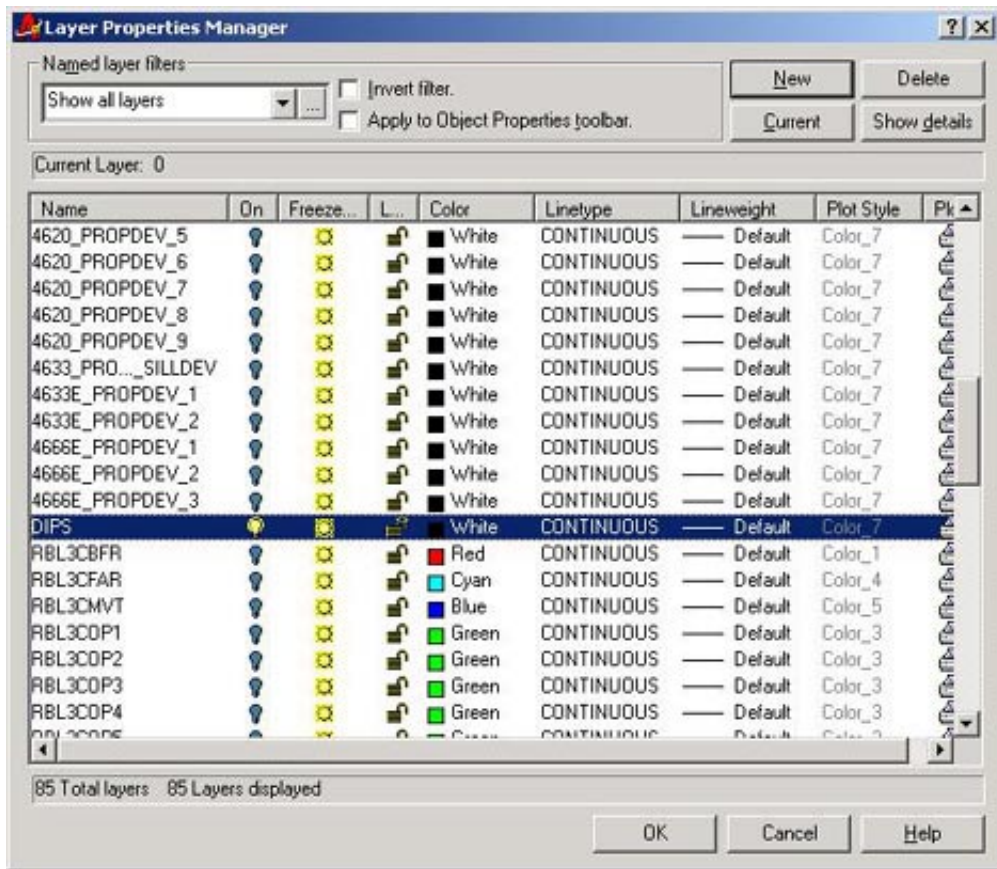 Layer Properties Manager
Named layer filters
Show all layers
...
Invert filter.
Apply to Object Properties toolbar.
New
Delete
Current
Show details
Current Layer: 0
Name On Freeze... L... Color Linetype Lineweight Plot Style
4620_PROPDEV_5 White CONTINUOUS Default Color_7
4620_PROPDEV_6 White CONTINUOUS Default Color_7
4620_PROPDEV_7 White CONTINUOUS Default Color_7
4620_PROPDEV_8 White CONTINUOUS Default Color_7
4620_PROPDEV_9 White CONTINUOUS Default Color_7
4633_PRO..._SILLDEV White CONTINUOUS Default Color_7
4633E_PROPDEV_1 White CONTINUOUS Default Color_7
4633E_PROPDEV_2 White CONTINUOUS Default Color_7
4666E_PROPDEV_1 White CONTINUOUS Default Color_7
4666E_PROPDEV_2 White CONTINUOUS Default Color_7
4666E_PROPDEV_3 White CONTINUOUS Default Color_7
DIPS White CONTINUOUS Default Color_7
RBL3CBFR Red CONTINUOUS Default Color_1
RBL3CFAR Cyan CONTINUOUS Default Color_4
RBL3CMVT Blue CONTINUOUS Default Color_5
RBL3COP1 Green CONTINUOUS Default Color_3
RBL3COP2 Green CONTINUOUS Default Color_3
RBL3COP3 Green CONTINUOUS Default Color_3
RBL3COP4 Green CONTINUOUS Default Color_3
85 Total layers 85 Layers displayed
OK
Cancel
Help